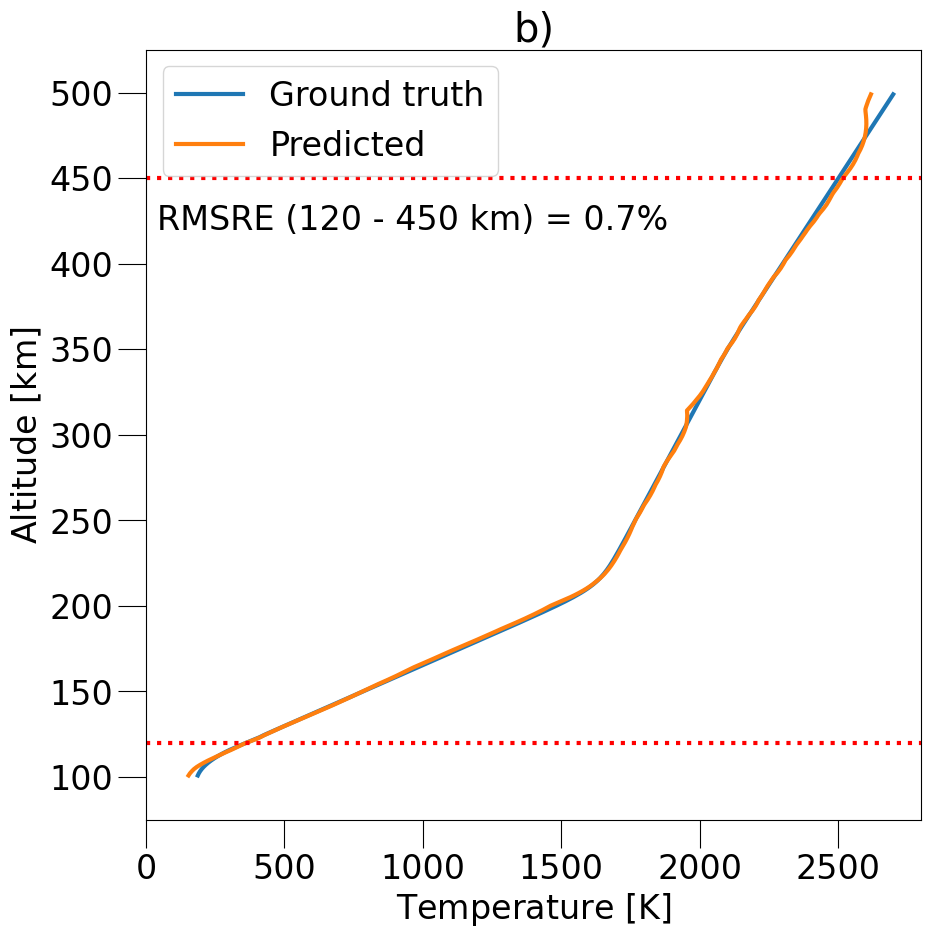 b)
Ground truth
Predicted
RMSRE (120 - 450 km) = 0.7%
500
450
400
350
300
250
200
150
100
Altitude [km]
0 500 1000 1500 2000 2500
Temperature [K]